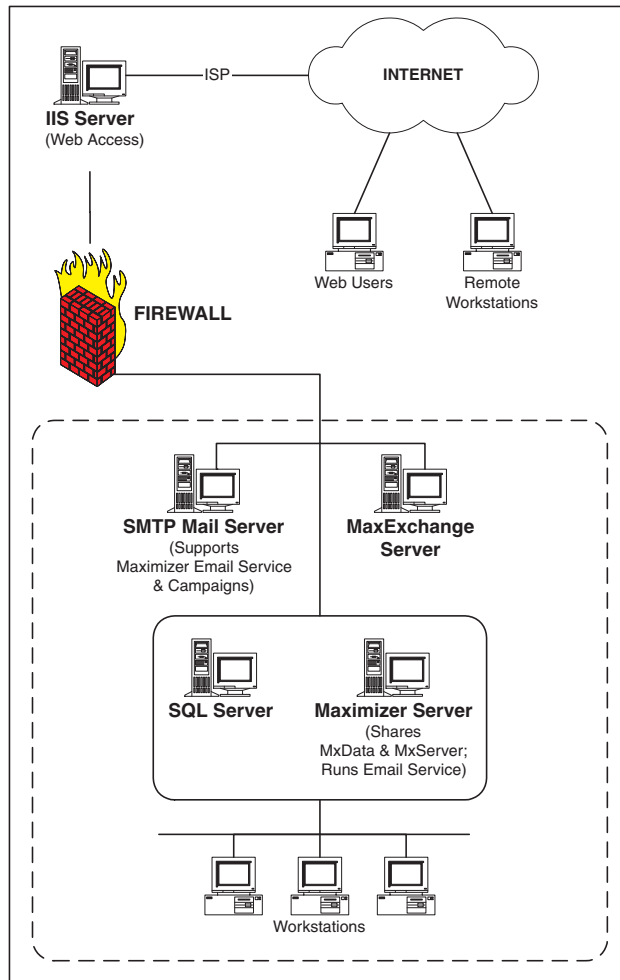 ISP
INTERNET
IIS Server
(Web Access)
Web Users
Remote
Workstations
FIREWALL
SMTP Mail Server
(Supports
Maximizer Email Service
& Campaigns)
MaxExchange
Server
SQL Server
Maximizer Server
(Shares
MxData & MxServer;
Runs Email Service)
Workstations